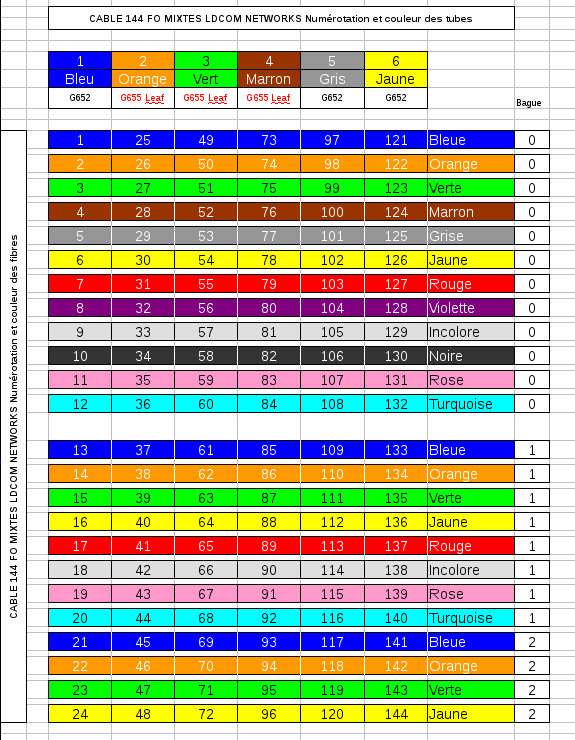 CABLE 144 FO MIXTES LDCOM NETWORKS Numérotation et couleur des tubes
1 2 3 4 5 6
Bleu Orange Vert Marron Gris Jaune
G652 G655 Leaf G655 Leaf G655 Leaf G652 G652
Bague
CABLE 144 FO MIXTES LDCOM NETWORKS Numérotation et couleur des fibres
1 25 49 73 97 121 Bleue 0
2 26 50 74 98 122 Orange 0
3 27 51 75 99 123 Verte 0
4 28 52 76 100 124 Marron 0
5 29 53 77 101 125 Grise 0
6 30 54 78 102 126 Jaune 0
7 31 55 79 103 127 Rouge 0
8 32 56 80 104 128 Violette 0
9 33 57 81 105 129 Incolore 0
10 34 58 82 106 130 Noire 0
11 35 59 83 107 131 Rose 0
12 36 60 84 108 132 Turquoise 0
13 37 61 85 109 133 Bleue 1
14 38 62 86 110 134 Orange 1
15 39 63 87 111 135 Verte 1
16 40 64 88 112 136 Jaune 1
17 41 65 89 113 137 Rouge 1
18 42 66 90 114 138 Incolore 1
19 43 67 91 115 139 Rose 1
20 44 68 92 116 140 Turquoise 1
21 45 69 93 117 141 Bleue 2
22 46 70 94 118 142 Orange 2
23 47 71 95 119 143 Verte 2
24 48 72 96 120 144 Jaune 2